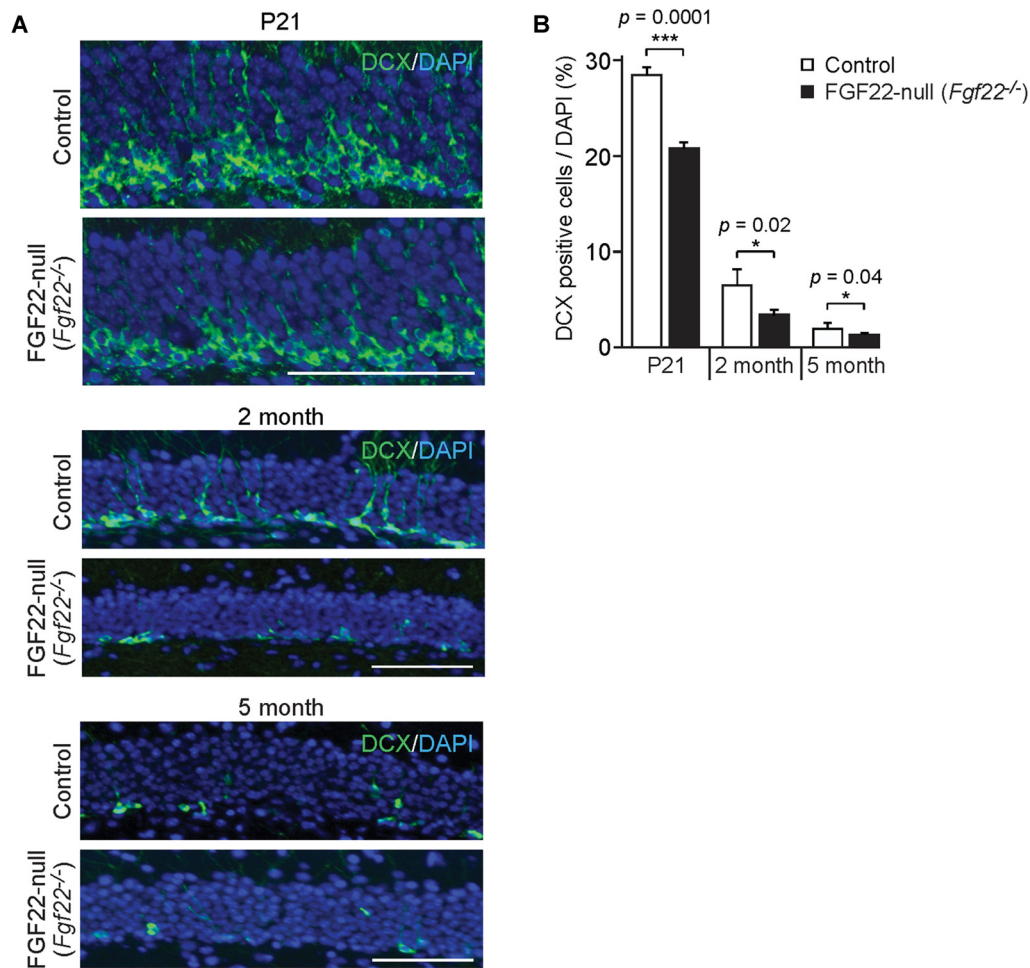 A
P21
Control
DCX/DAPI
FGF22-null
(Fgf22-/-)
2 month
Control
DCX/DAPI
FGF22-null
(Fgf22-/-)
5 month
Control
DCX/DAPI
FGF22-null
(Fgf22-/-)
B
p = 0.0001
***
Control
FGF22-null (Fgf22-/-)
DCX positive cells / DAPI (%)
30
20
10
0
p = 0.02
*
p = 0.04
*
P21 2 month 5 month